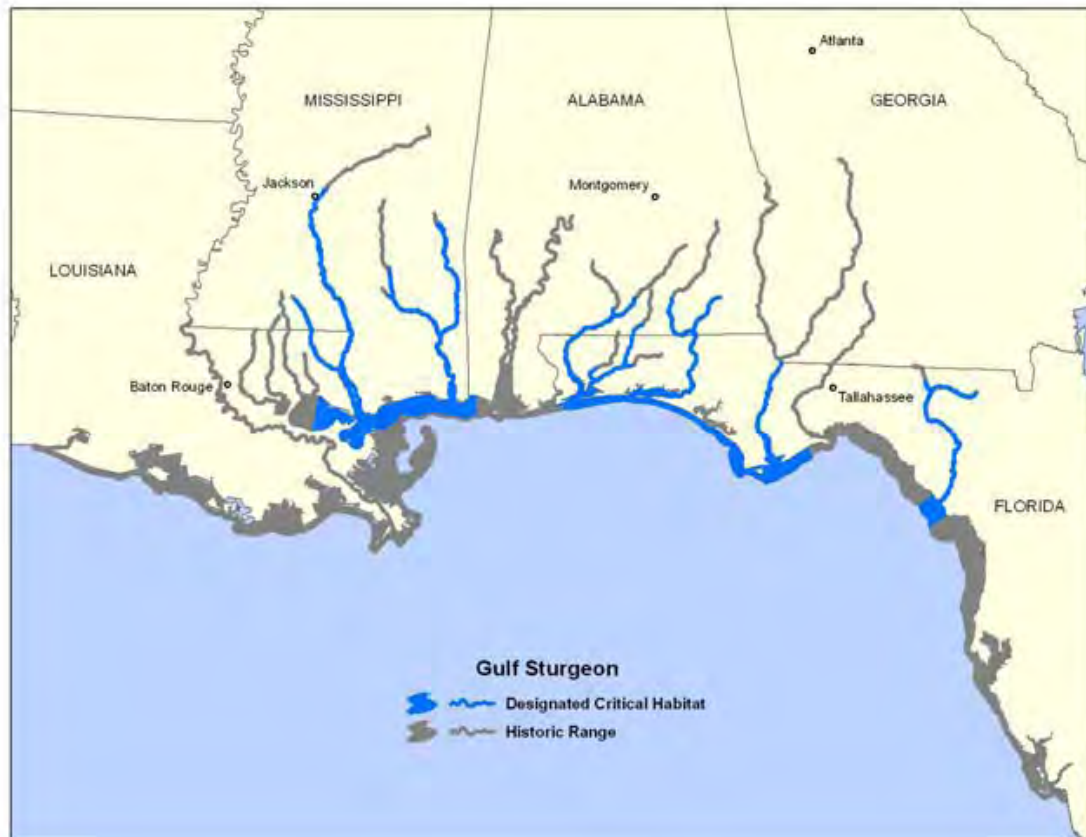 Atlanta
MISSISSIPPI
ALABAMA
GEORGIA
Jackson
Montgomery
LOUISIANA
Baton Rouge
Tallahassee
FLORIDA
Gulf Sturgeon
Designated Critical Habitat
Historic Range